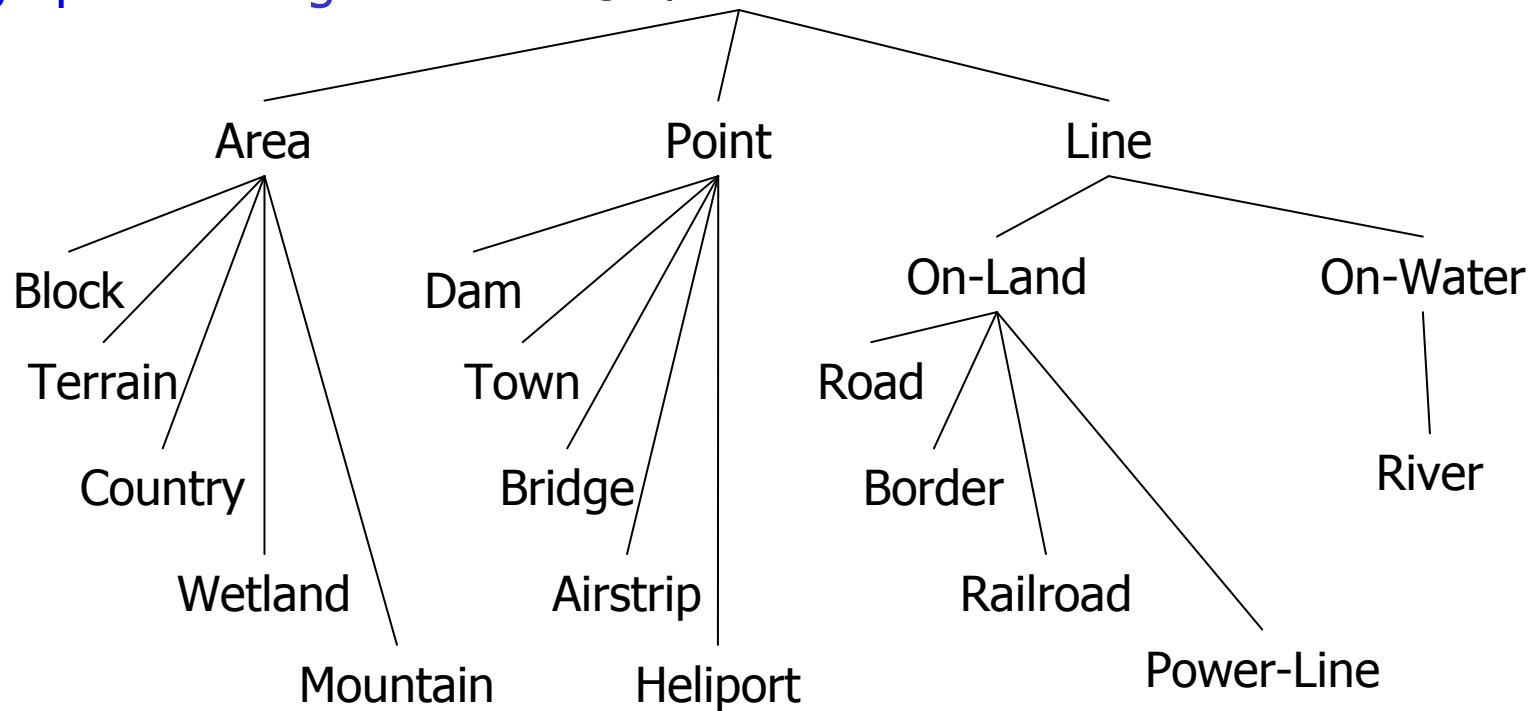 Area Point Line
On-Land On-Water
Block Dam
Terrain Town Road
Country Bridge Border River
Wetland Airstrip Railroad
Mountain Heliport Power-Line